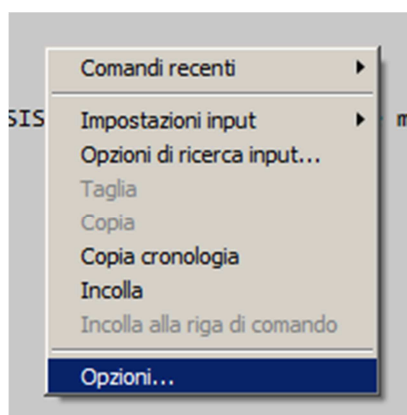 Comandi recenti
SIS
Impostazioni input
m
Opzioni di ricerca input...
Taglia
Copia
Copia cronologia
Incolla
Incolla alla riga di comando
Opzioni...